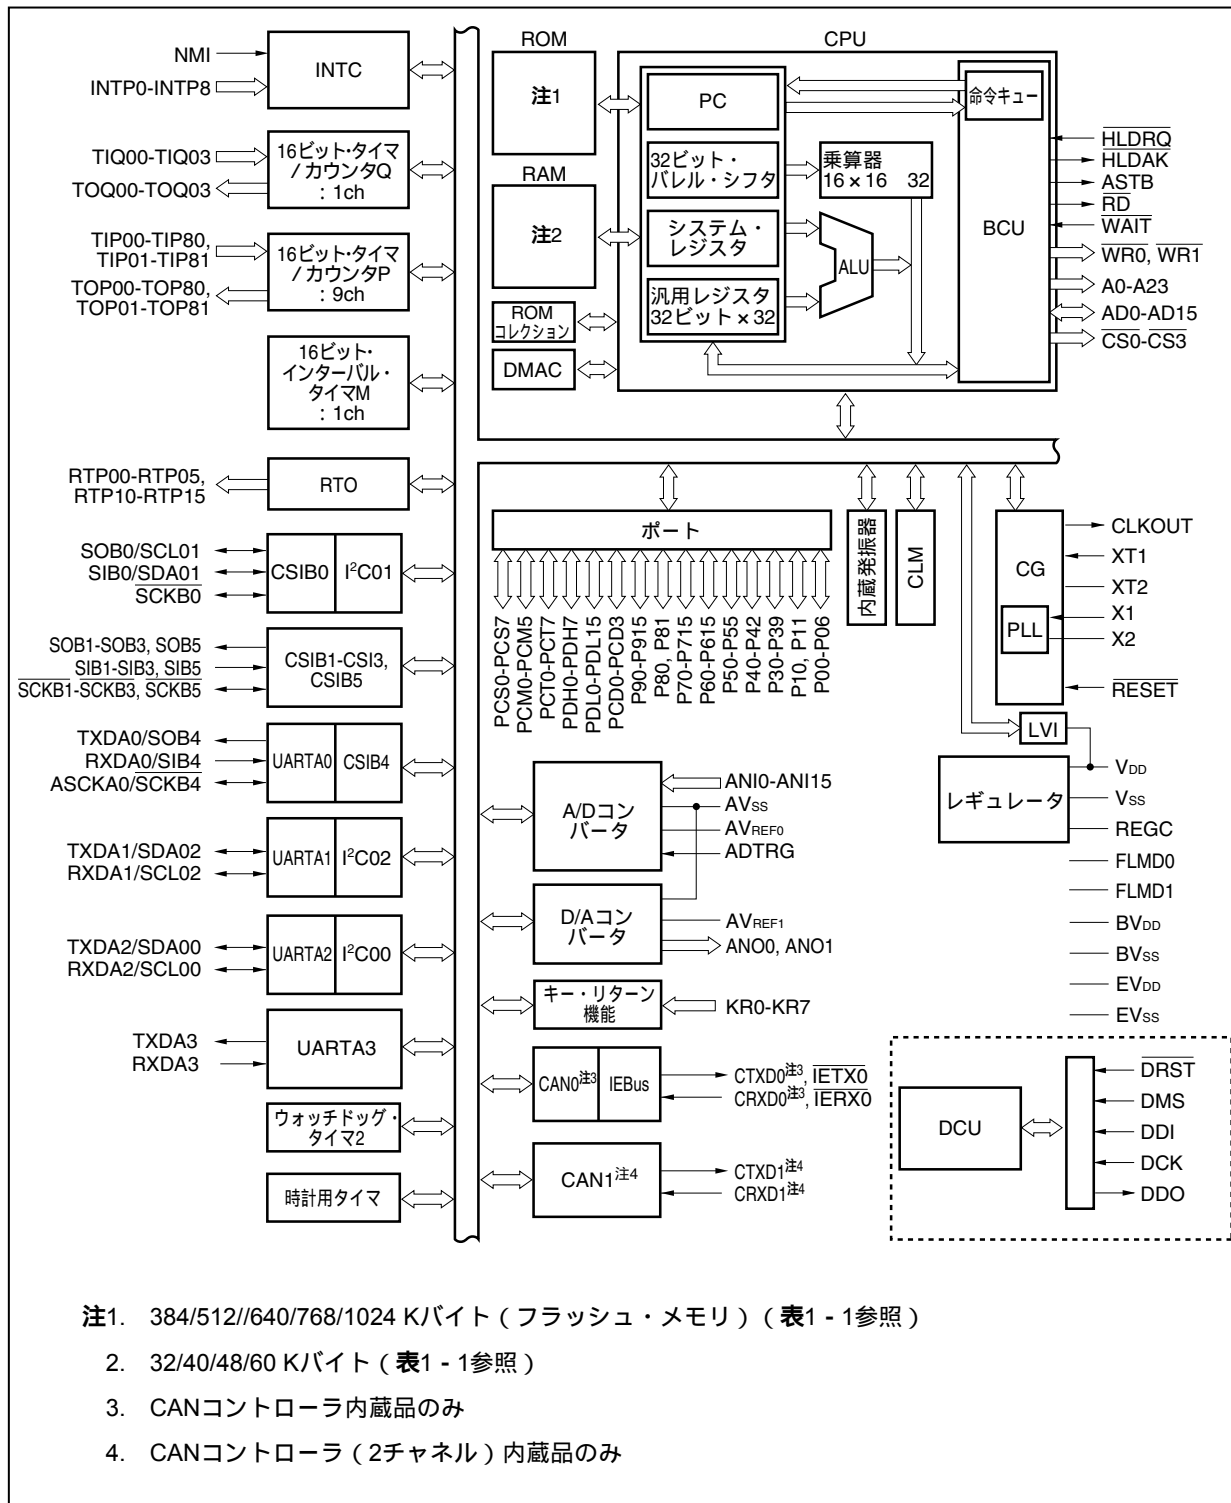 NMI
INTP0-INTP8
INTC
TIQ00-TIQ03
TOQ00-TOQ03
16ビット・タイマ
/ カウンタQ
: 1ch
TIP00-TIP80,
TIP01-TIP81
TOP00-TOP80,
TOP01-TOP81
16ビット・タイマ
/ カウンタP
: 9ch
16ビット・
インターバル・
タイマM
: 1ch
RTP00-RTP05,
RTP10-RTP15
RTO
SOB0/SCL01
SIB0/SDA01
SCKB0
CSIB0
I²C01
SOB1-SOB3, SOB5
SIB1-SIB3, SIB5
SCKB1-SCKB3, SCKB5
CSIB1-CSI3,
CSIB5
TXDA0/SOB4
RXDA0/SIB4
ASCKA0/SCKB4
UARTA0
CSIB4
TXDA1/SDA02
RXDA1/SCL02
UARTA1
I²C02
TXDA2/SDA00
RXDA2/SCL00
UARTA2
I²C00
TXDA3
RXDA3
UARTA3
ウォッチドッグ・
タイマ2
時計用タイマ
ROM
注1
RAM
注2
ROM
コレクション
DMAC
CPU
PC
32ビット・
バレル・シフタ
システム・
レジスタ
汎用レジスタ
32ビット×32
乗算器
16×16 32
ALU
命令キュー
BCU
HLDRQ
HLDAK
ASTB
RD
WAIT
WR0, WR1
A0-A23
AD0-AD15
CS0-CS3
ポート
PCS0-PCS7
PCM0-PCM5
PCT0-PCT7
PDH0-PDH7
PDL0-PDL15
PCD0-PCD3
P90-P915
P80, P81
P70-P715
P60-P615
P50-P55
P40-P42
P30-P39
P10, P11
P00-P06
内蔵発振器
CLM
CG
PLL
CLKOUT
XT1
XT2
X1
X2
RESET
LVI
レギュレータ
VDD
VSS
REGC
FLMD0
FLMD1
BVDD
BVSS
EVDD
EVSS
A/Dコン
バータ
ANI0-ANI15
AVSS
AVREF0
ADTRG
D/Aコン
バータ
AVREF1
ANO0, ANO1
キー・リターン
機能
KR0-KR7
CAN0注3
IEBus
CTXD0注3, IETX0
CRXD0注3, IERX0
CAN1注4
CTXD1注4
CRXD1注4
DCU
DRST
DMS
DDI
DCK
DDO
注1. 384/512//640/768/1024 Kバイト(フラッシュ・メモリ)(表1 - 1参照)
2. 32/40/48/60 Kバイト(表1 - 1参照)
3. CANコントローラ内蔵品のみ
4. CANコントローラ(2チャネル)内蔵品のみ